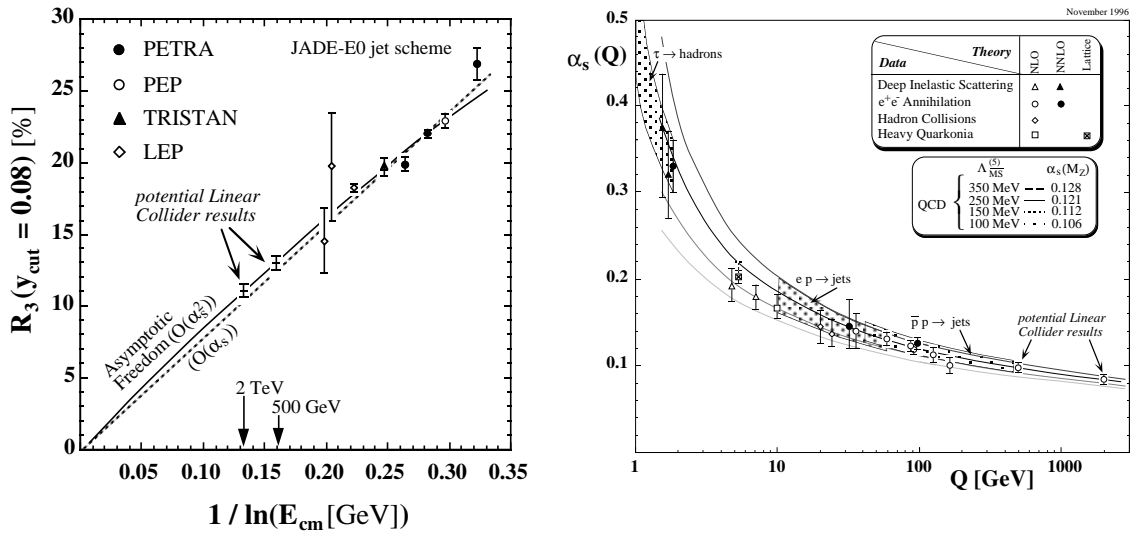 30
25
20
15
10
5
0
R3 (ycut = 0.08) [%]
PETRA
PEP
TRISTAN
LEP
JADE-E0 jet scheme
potential Linear
Collider results
Asymptotic
Freedom (O(αs²))
(O(αs))
2 TeV
500 GeV
0.05 0.10 0.15 0.20 0.25 0.30 0.35
1 / ln(Ecm [GeV])
November 1996
αs (Q)
0.5
0.4
0.3
0.2
0.1
τ → hadrons
Theory
Data
NLO
NNLO
Lattice
Deep Inelastic Scattering
e+e- Annihilation
Hadron Collisions
Heavy Quarkonia
Λ(5)MS αs(MZ)
QCD
350 MeV 0.128
250 MeV 0.121
150 MeV 0.112
100 MeV 0.106
e p → jets
p̄ p → jets
potential Linear
Collider results
1 10 100 1000
Q [GeV]